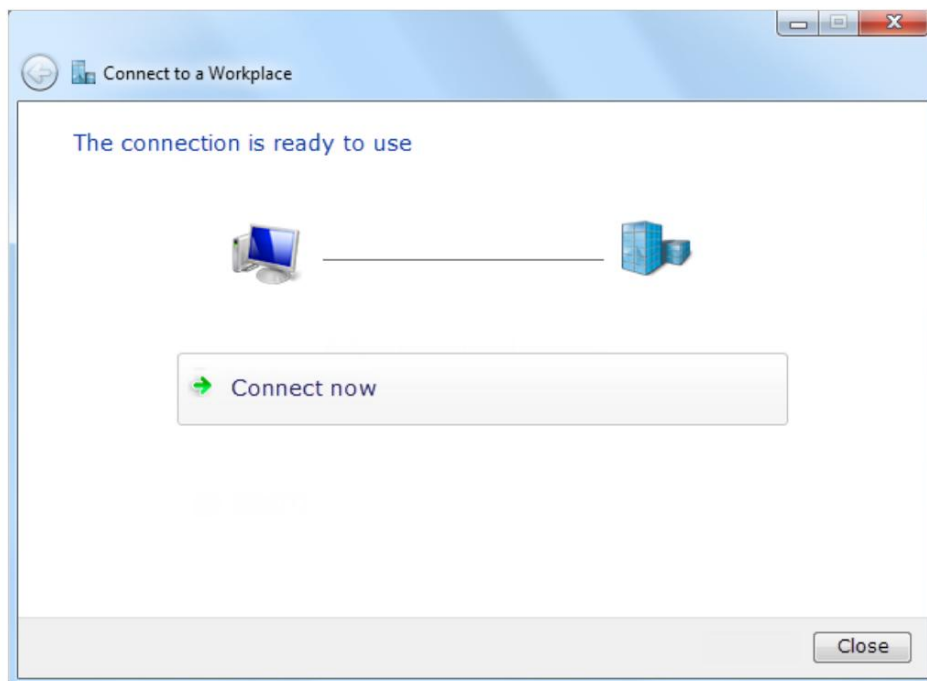 Connect to a Workplace
The connection is ready to use
Connect now
Close